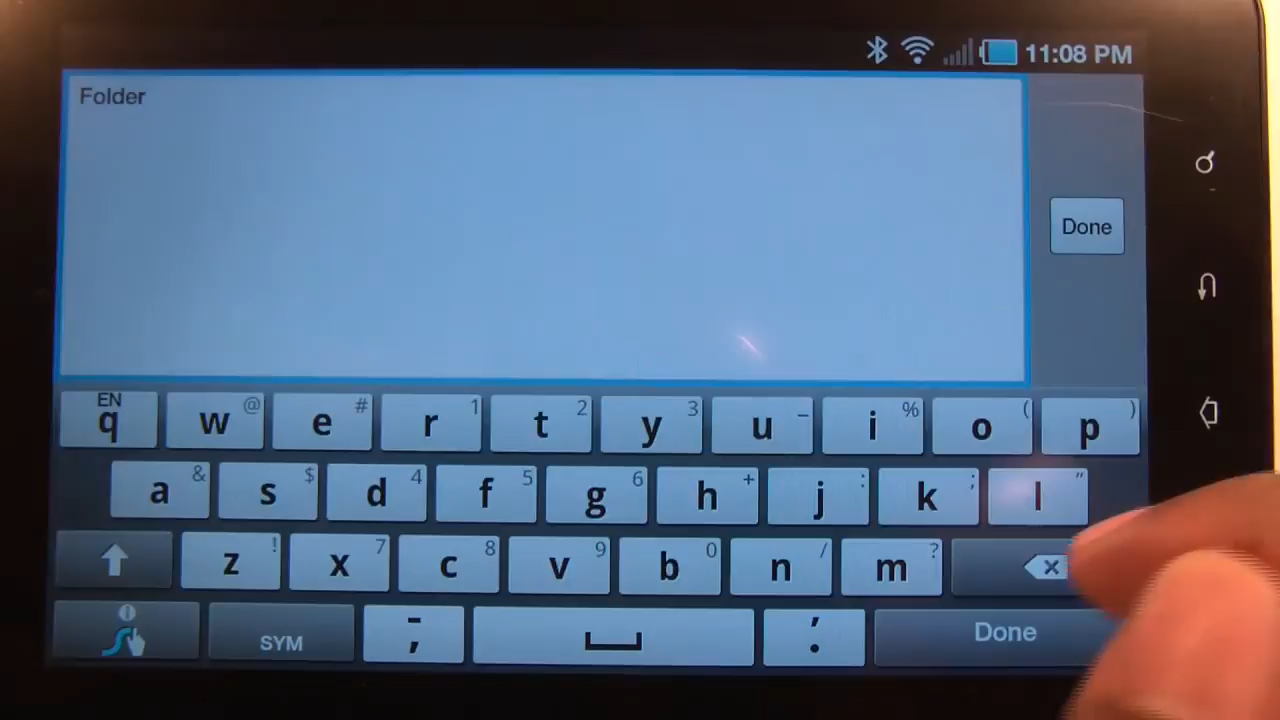 11:08 PM
Folder
Done
EN @ # 1 2 3 _ % ( )
q w e r t y u i o p
& $ 4 5 6 + : ; "
a s d f g h j k l
! 7 8 9 0 / ?
z x c v b n m
SYM - , ' . Done